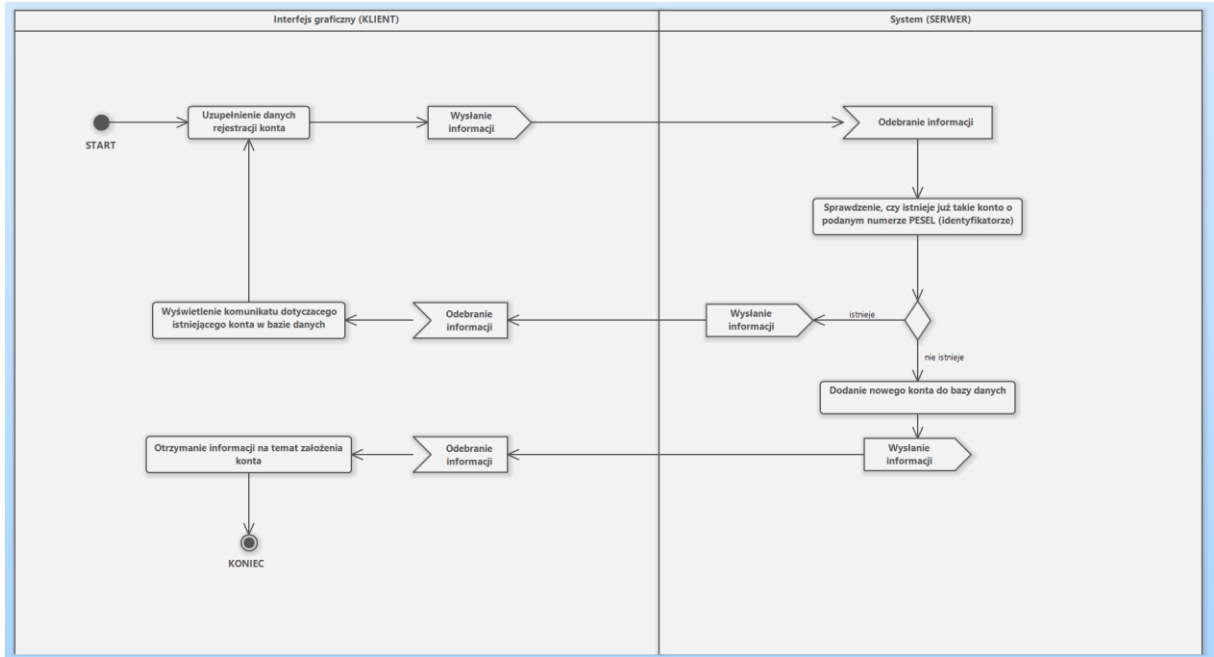 Interfejs graficzny (KLIENT)
System (SERWER)
START
Uzupełnienie danych
rejestracji konta
Wysłanie
informacji
Odebranie informacji
Sprawdzenie, czy istnieje już takie konto o
podanym numerze PESEL (identyfikatorze)
istnieje
Wysłanie
informacji
Odebranie
informacji
Wyświetlenie komunikatu dotyczacego
istniejącego konta w bazie danych
nie istnieje
Dodanie nowego konta do bazy danych
Wysłanie
informacji
Odebranie
informacji
Otrzymanie informacji na temat założenia
konta
KONIEC